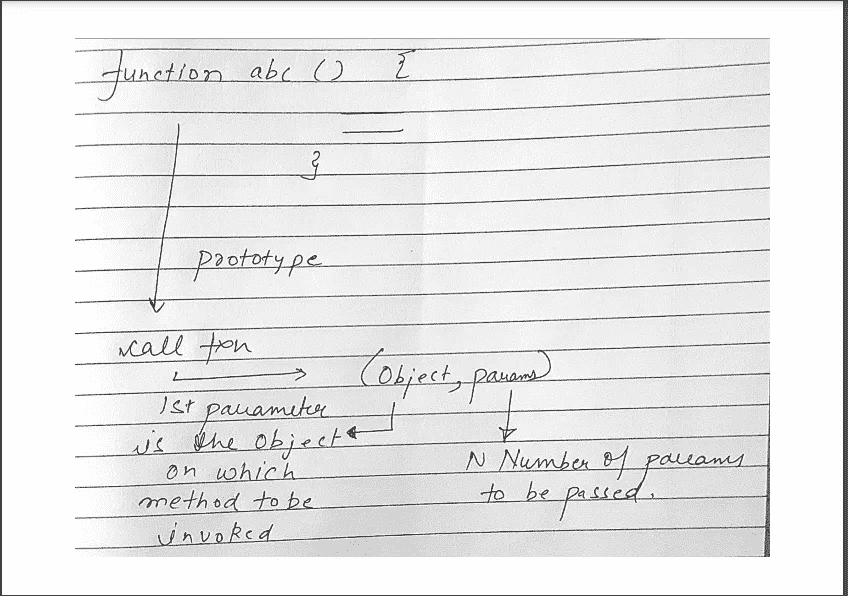 function abc () {
}
prototype
call fxn
(Object, params)
1st parameter
is the object
on which
method to be
invoked
N Number of params
to be passed.